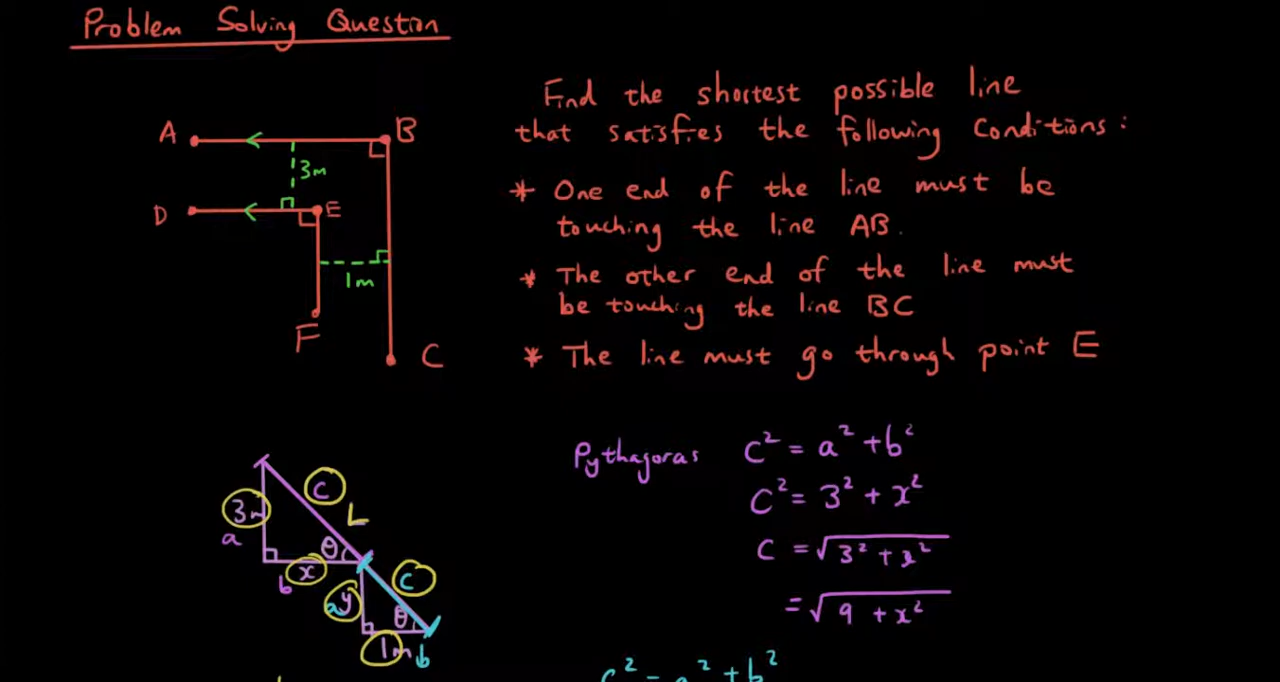 Problem Solving Question
Find the shortest possible line
that satisfies the following Conditions:
* One end of the line must be
touching the line AB.
* The other end of the line must
be touching the line BC
* The line must go through point E
A
B
3m
D
E
1m
F
C
3m
a
c
L
θ
b
x
a
y
c
θ
1m
b
Pythagoras
c² = a² + b²
c² = 3² + x²
c = √3² + x²
= √9 + x²
c² = a² + b²